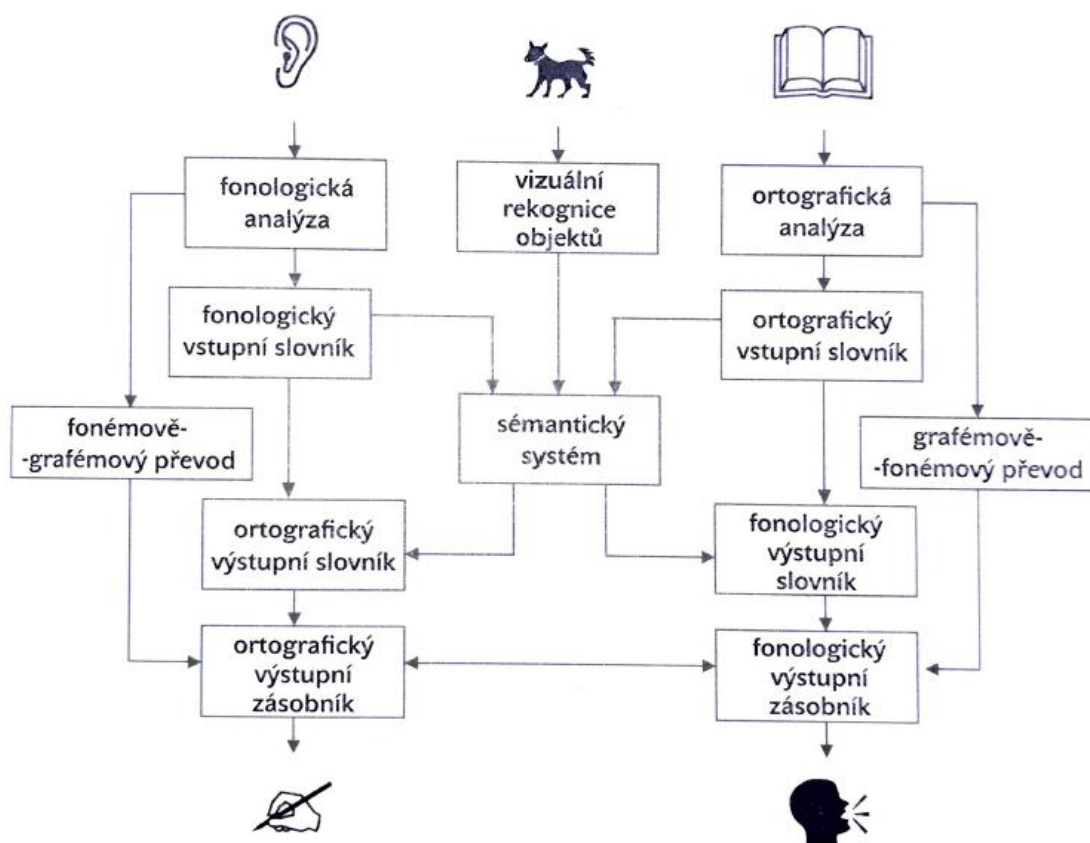 fonologická
analýza
vizuální
rekognice
objektů
ortografická
analýza
fonologický
vstupní slovník
ortografický
vstupní slovník
fonémově-
-grafémový převod
sémantický
systém
grafémově-
-fonémový převod
ortografický
výstupní slovník
fonologický
výstupní
slovník
ortografický
výstupní
zásobník
fonologický
výstupní
zásobník